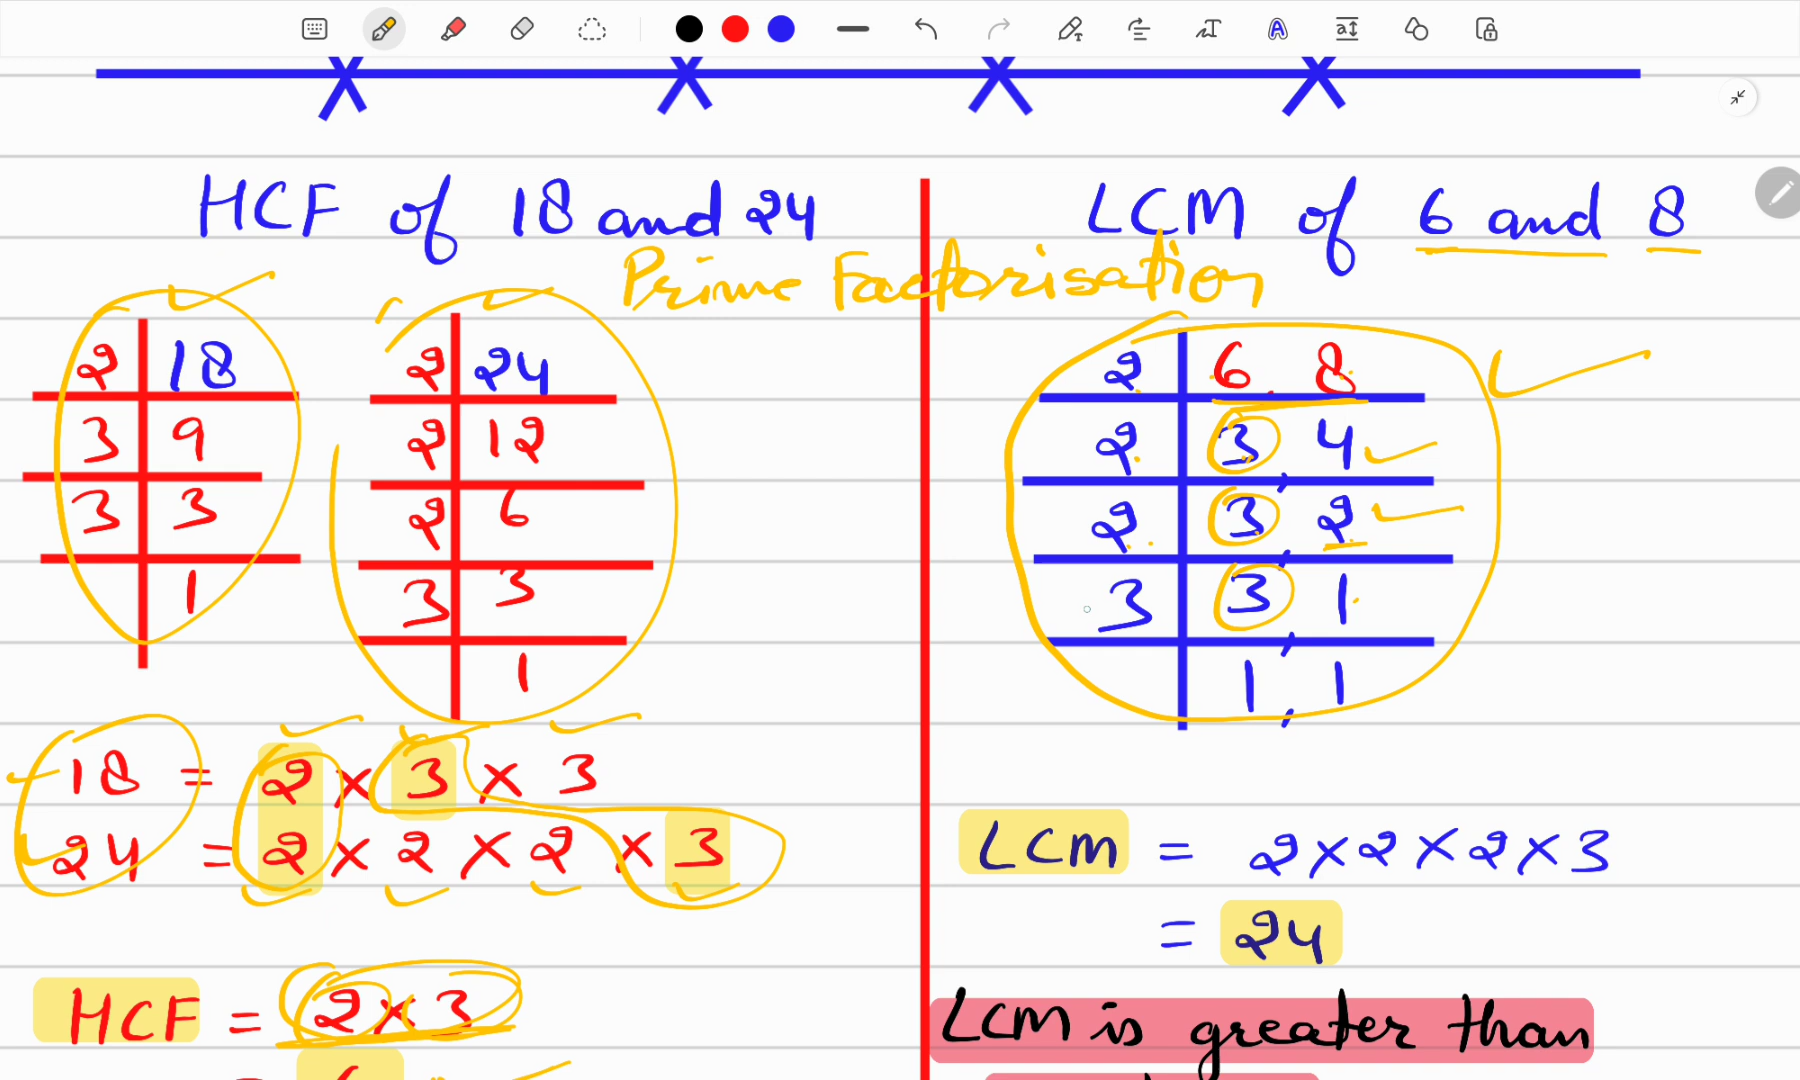 HCF of 18 and 24
Prime Factorisation
2 18
3 9
3 3
1
2 24
2 12
2 6
3 3
1
18 = 2 × 3 × 3
24 = 2 × 2 × 2 × 3
HCF = 2 × 3
= 6
LCM of 6 and 8
2 6, 8
2 3, 4
2 3, 2
3 3, 1
1, 1
LCM = 2 × 2 × 2 × 3
= 24
LCM is greater than